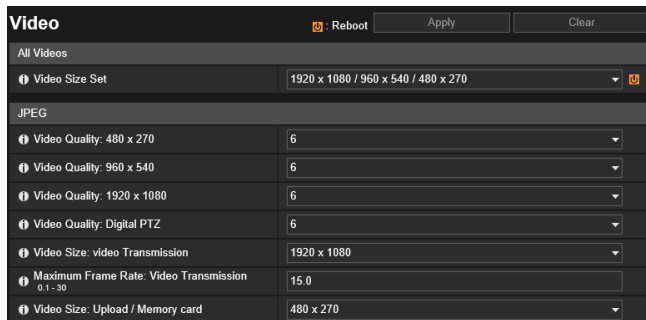 Video
: Reboot
Apply
Clear
All Videos
Video Size Set
1920 x 1080 / 960 x 540 / 480 x 270
JPEG
Video Quality: 480 x 270
6
Video Quality: 960 x 540
6
Video Quality: 1920 x 1080
6
Video Quality: Digital PTZ
6
Video Size: video Transmission
1920 x 1080
Maximum Frame Rate: Video Transmission
0.1 - 30
15.0
Video Size: Upload / Memory card
480 x 270